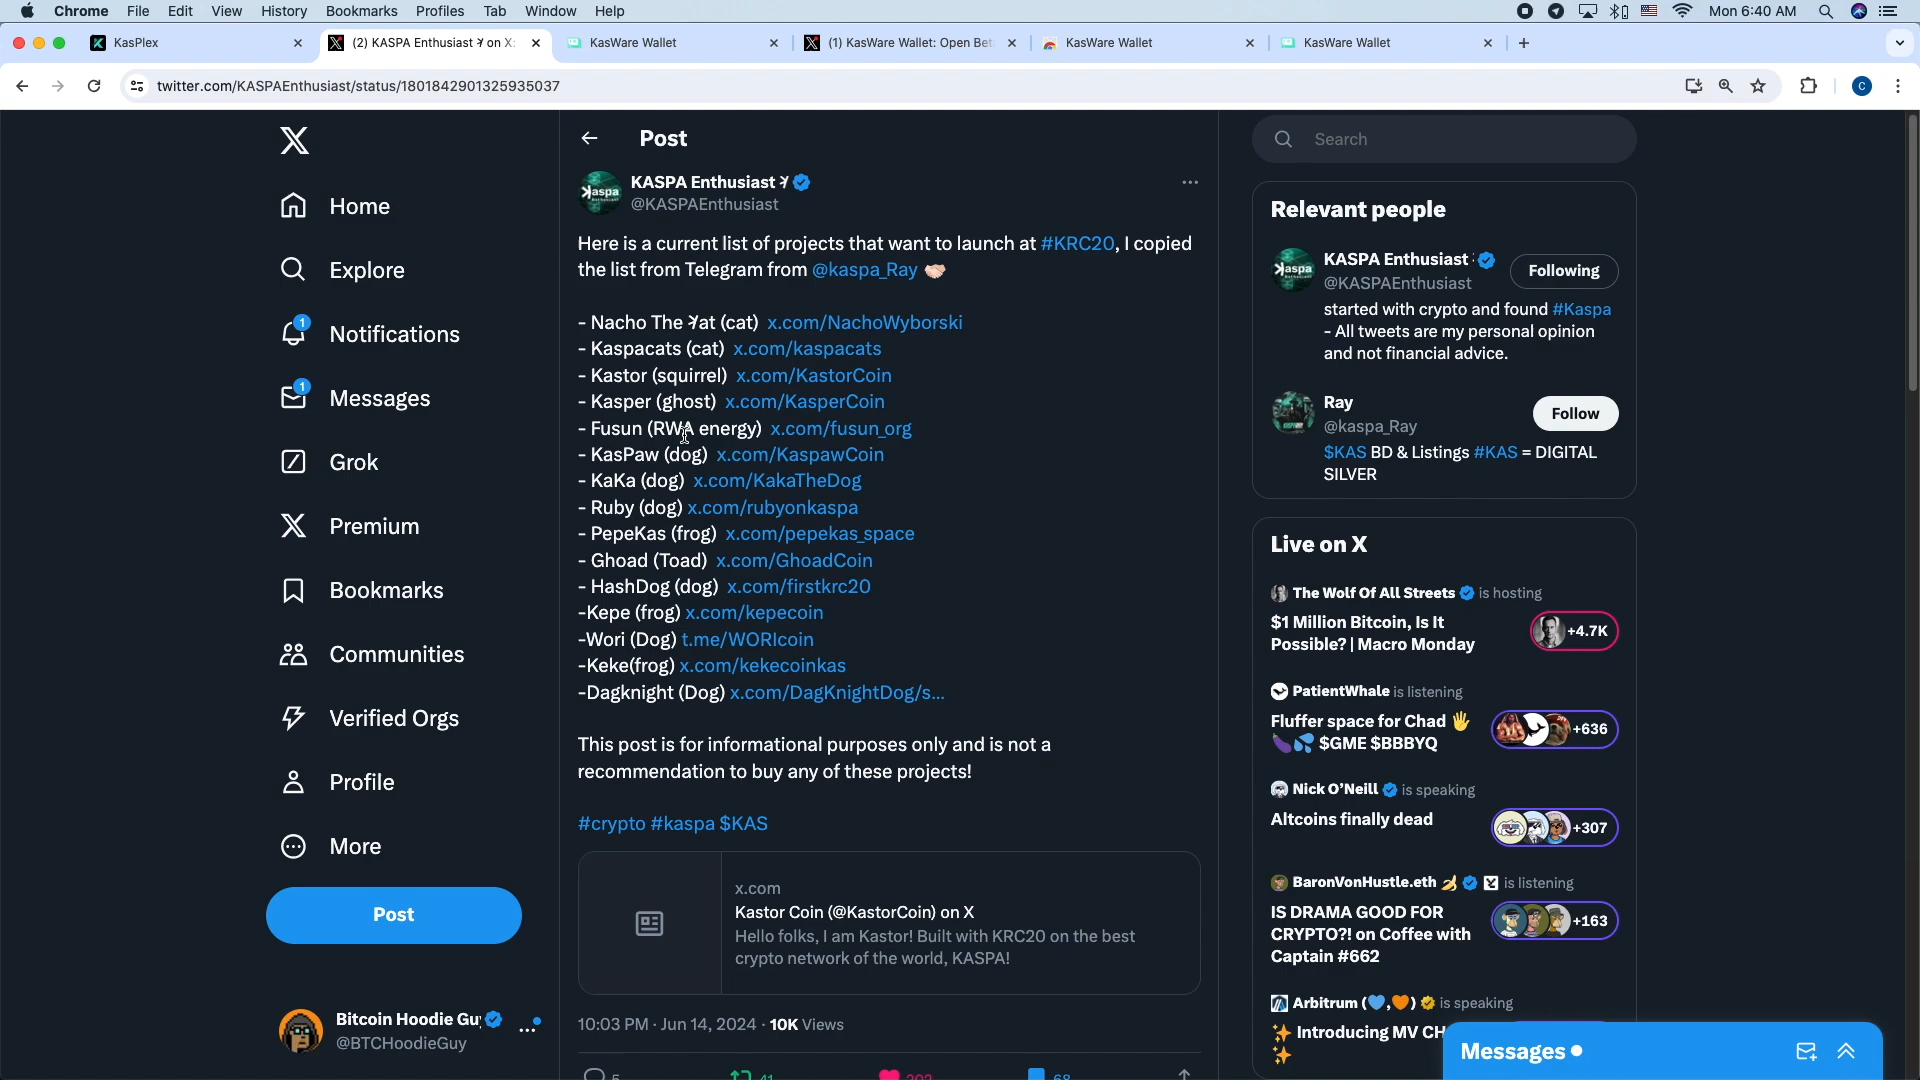 Chrome File Edit View History Bookmarks Profiles Tab Window Help Mon 6:40 AM
KasPlex (2) KASPA Enthusiast on X: KasWare Wallet (1) KasWare Wallet: Open Bet KasWare Wallet KasWare Wallet
twitter.com/KASPAEnthusiast/status/1801842901325935037 C
Home
1
Explore
Notifications
1
Messages
Grok
Premium
Bookmarks
Communities
Verified Orgs
Profile
More
Post
Bitcoin Hoodie Gu
@BTCHoodieGuy
Post
KASPA Enthusiast
@KASPAEnthusiast
Here is a current list of projects that want to launch at #KRC20, I copied
the list from Telegram from @kaspa_Ray 🤝🏻
- Nacho The ꓘat (cat) x.com/NachoWyborski
- Kaspacats (cat) x.com/kaspacats
- Kastor (squirrel) x.com/KastorCoin
- Kasper (ghost) x.com/KasperCoin
- Fusun (RWA energy) x.com/fusun_org
- KasPaw (dog) x.com/KaspawCoin
- KaKa (dog) x.com/KakaTheDog
- Ruby (dog) x.com/rubyonkaspa
- PepeKas (frog) x.com/pepekas_space
- Ghoad (Toad) x.com/GhoadCoin
- HashDog (dog) x.com/firstkrc20
-Kepe (frog) x.com/kepecoin
-Wori (Dog) t.me/WORIcoin
-Keke(frog) x.com/kekecoinkas
-Dagknight (Dog) x.com/DagKnightDog/s...
This post is for informational purposes only and is not a
recommendation to buy any of these projects!
#crypto #kaspa $KAS
x.com
Kastor Coin (@KastorCoin) on X
Hello folks, I am Kastor! Built with KRC20 on the best
crypto network of the world, KASPA!
10:03 PM · Jun 14, 2024 · 10K Views
5 41 202 68
Search
Relevant people
KASPA Enthusiast
@KASPAEnthusiast
Following
started with crypto and found #Kaspa
- All tweets are my personal opinion
and not financial advice.
Ray
@kaspa_Ray
Follow
$KAS BD & Listings #KAS = DIGITAL
SILVER
Live on X
The Wolf Of All Streets is hosting
$1 Million Bitcoin, Is It
Possible? | Macro Monday
+4.7K
PatientWhale is listening
Fluffer space for Chad 🖖
🍆💦 $GME $BBBYQ
+636
Nick O’Neill is speaking
Altcoins finally dead
+307
BaronVonHustle.eth 🍌 is listening
IS DRAMA GOOD FOR
CRYPTO?! on Coffee with
Captain #662
+163
Arbitrum (💙,🧡) is speaking
✨ Introducing MV CH
✨
Messages